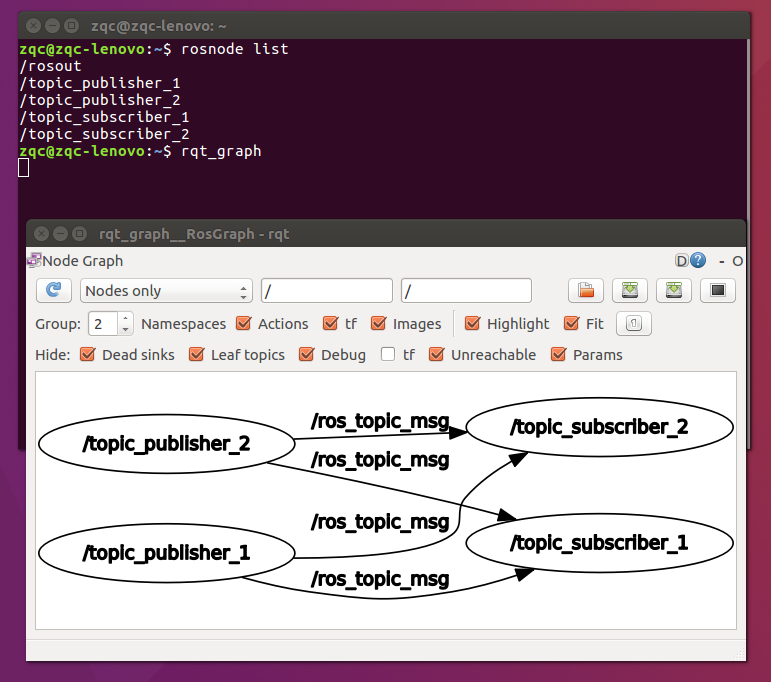 zqc@zqc-lenovo: ~
zqc@zqc-lenovo:~$ rosnode list
/rosout
/topic_publisher_1
/topic_publisher_2
/topic_subscriber_1
/topic_subscriber_2
zqc@zqc-lenovo:~$ rqt_graph
rqt_graph__RosGraph - rqt
Node Graph D ? - O
Nodes only / /
Group: 2 Namespaces Actions tf Images Highlight Fit
Hide: Dead sinks Leaf topics Debug tf Unreachable Params
/topic_publisher_2 /ros_topic_msg /topic_subscriber_2
/ros_topic_msg
/ros_topic_msg
/topic_publisher_1 /ros_topic_msg /topic_subscriber_1